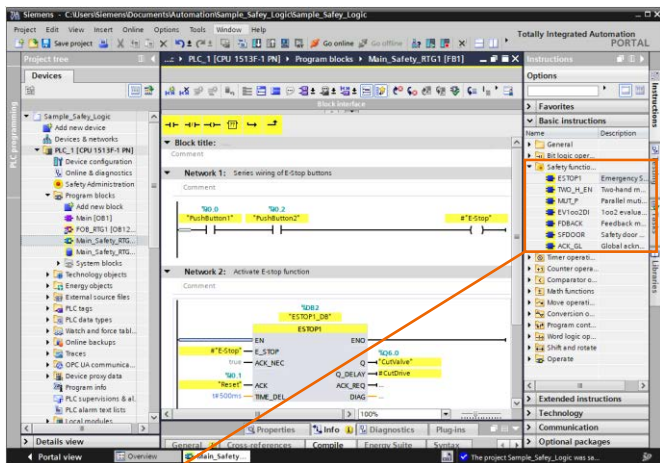 Siemens - C:\Users\Siemens\Documents\Automation\Sample_Safey_Logic\Sample_Safey_Logic
Project Edit View Insert Online Options Tools Window Help
Totally Integrated Automation
PORTAL
Save project
Go online
Go offline
Project tree
... PLC_1 [CPU 1513F-1 PN] Program blocks Main_Safety_RTG1 [FB1]
Instructions
Devices
Options
PLC programming
Sample_Safey_Logic
Add new device
Devices & networks
PLC_1 [CPU 1513F-1 PN]
Device configuration
Online & diagnostics
Safety Administration
Program blocks
Add new block
Main [OB1]
FOB_RTG1 [OB12...
Main_Safety_RTG...
Main_Safety_RTG...
System blocks
Technology objects
Energy objects
External source files
PLC tags
PLC data types
Watch and force tabl...
Online backups
Traces
OPC UA communica...
Device proxy data
Program info
PLC supervisions & al...
PLC alarm text lists
Local modules
Details view
Block interface
Block title:
Comment
Network 1: Series wiring of E-Stop buttons
Comment
%I0.0
"PushButton1"
%I0.2
"PushButton2"
#"E-Stop"
Network 2: Activate E-stop function
Comment
%DB2
"ESTOP1_DB"
ESTOP1
EN
ENO
#"E-Stop" E_STOP
true ACK_NEC
%I0.1
"Reset" ACK
t#500ms TIME_DEL
%Q6.0
Q "CutValve"
Q_DELAY #CutDrive
ACK_REQ ...
DIAG ...
100%
Properties
Info
Diagnostics
Plug-ins
General
Cross-references
Compile
Energy Suite
Syntax
Favorites
Basic instructions
Name Description
General
Bit logic oper...
Safety functio...
ESTOP1 Emergency S...
TWO_H_EN Two-hand m...
MUT_P Parallel muti...
EV1oo2DI 1oo2 evalua...
FDBACK Feedback m...
SFDOOR Safety door ...
ACK_GL Global ackn...
Timer operati...
Counter opera...
Comparator o...
Math functions
Move operati...
Conversion o...
Program cont...
Word logic op...
Shift and rotate
Operate
Extended instructions
Technology
Communication
Optional packages
Instructions
Testing
Tasks
Libraries
Portal view
Overview
Main_Safety...
The project Sample_Safey_Logic was sa...